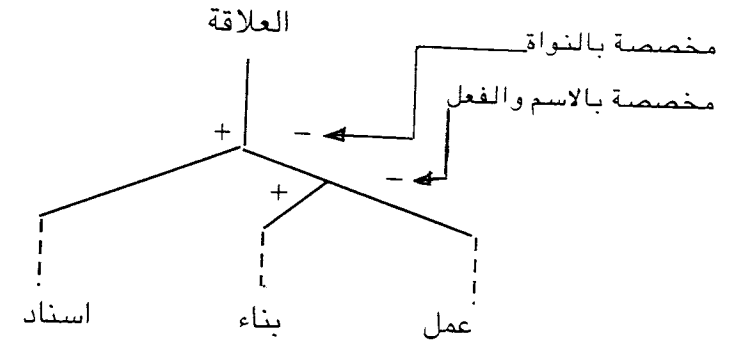 العلاقة
مخصصة بالنواة
مخصصة بالاسم والفعل
+ −
+ −
اسناد بناء عمل